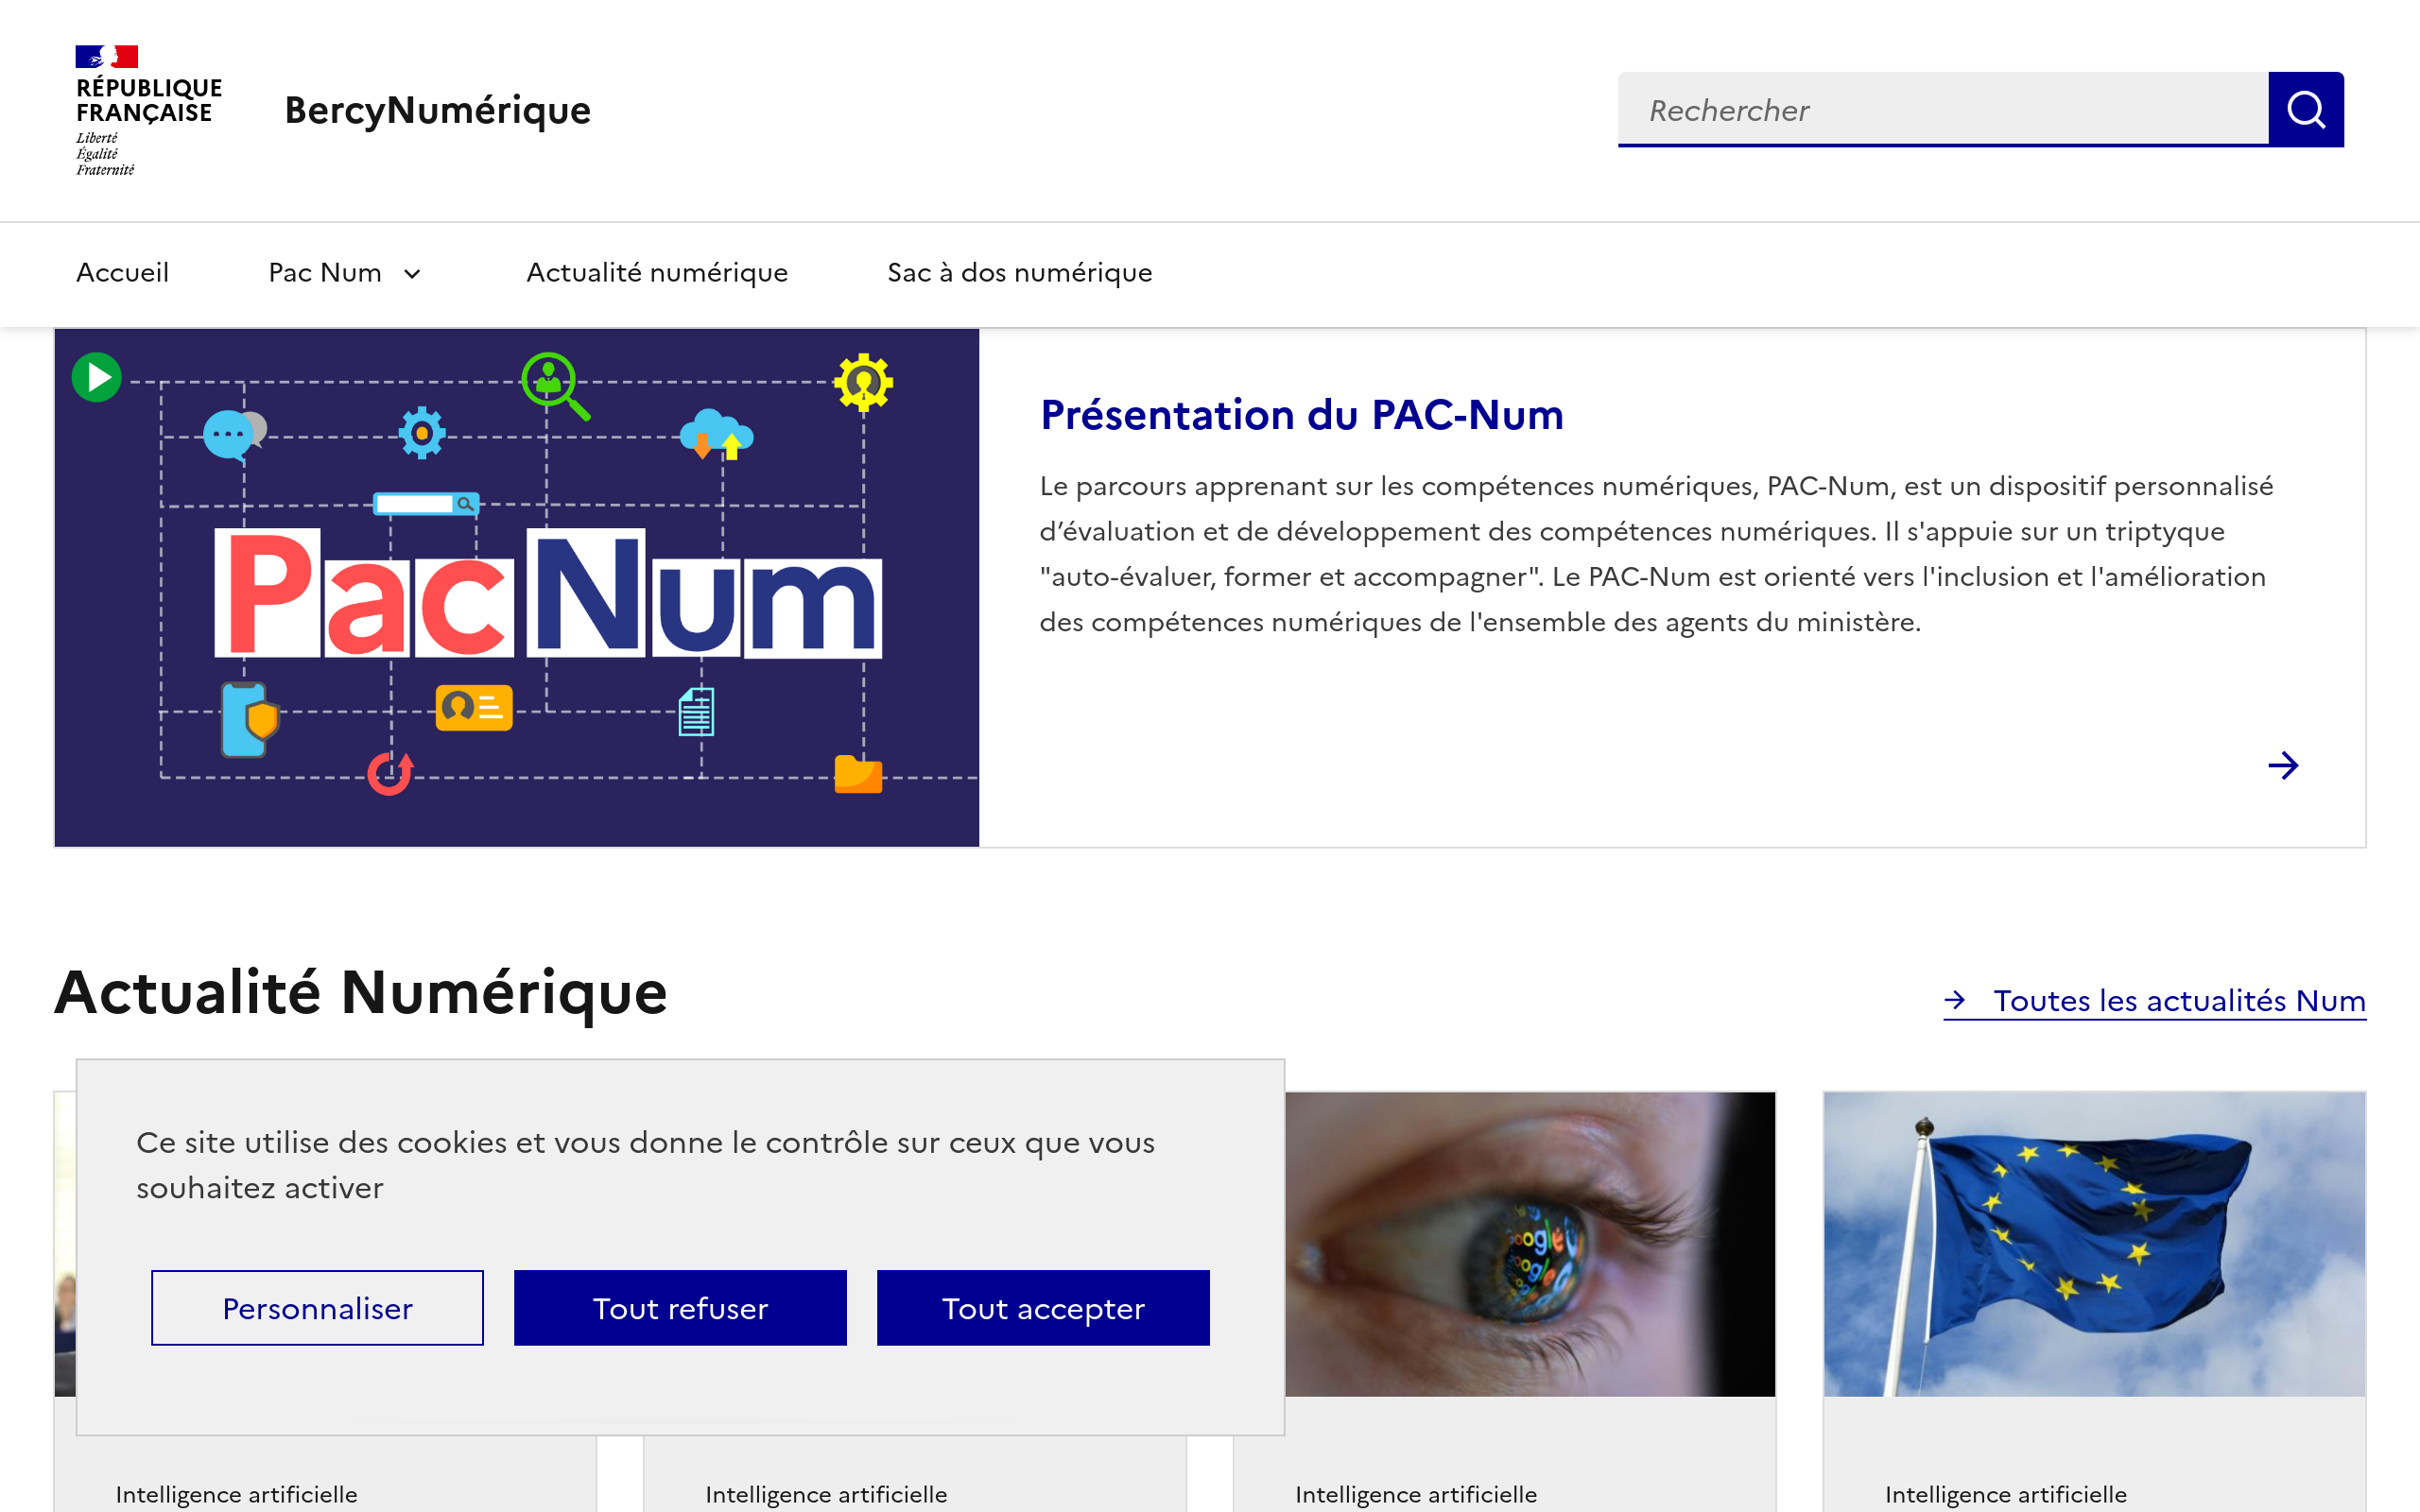 RÉPUBLIQUE
FRANÇAISE
Liberté
Égalité
Fraternité
BercyNumérique
Rechercher
Accueil
Pac Num
Actualité numérique
Sac à dos numérique
Pac Num
Présentation du PAC-Num
Le parcours apprenant sur les compétences numériques, PAC-Num, est un dispositif personnalisé
d’évaluation et de développement des compétences numériques. Il s'appuie sur un triptyque
"auto-évaluer, former et accompagner". Le PAC-Num est orienté vers l'inclusion et l'amélioration
des compétences numériques de l'ensemble des agents du ministère.
Actualité Numérique
Toutes les actualités Num
Ce site utilise des cookies et vous donne le contrôle sur ceux que vous
souhaitez activer
Personnaliser
Tout refuser
Tout accepter
Intelligence artificielle
Intelligence artificielle
Intelligence artificielle
Intelligence artificielle